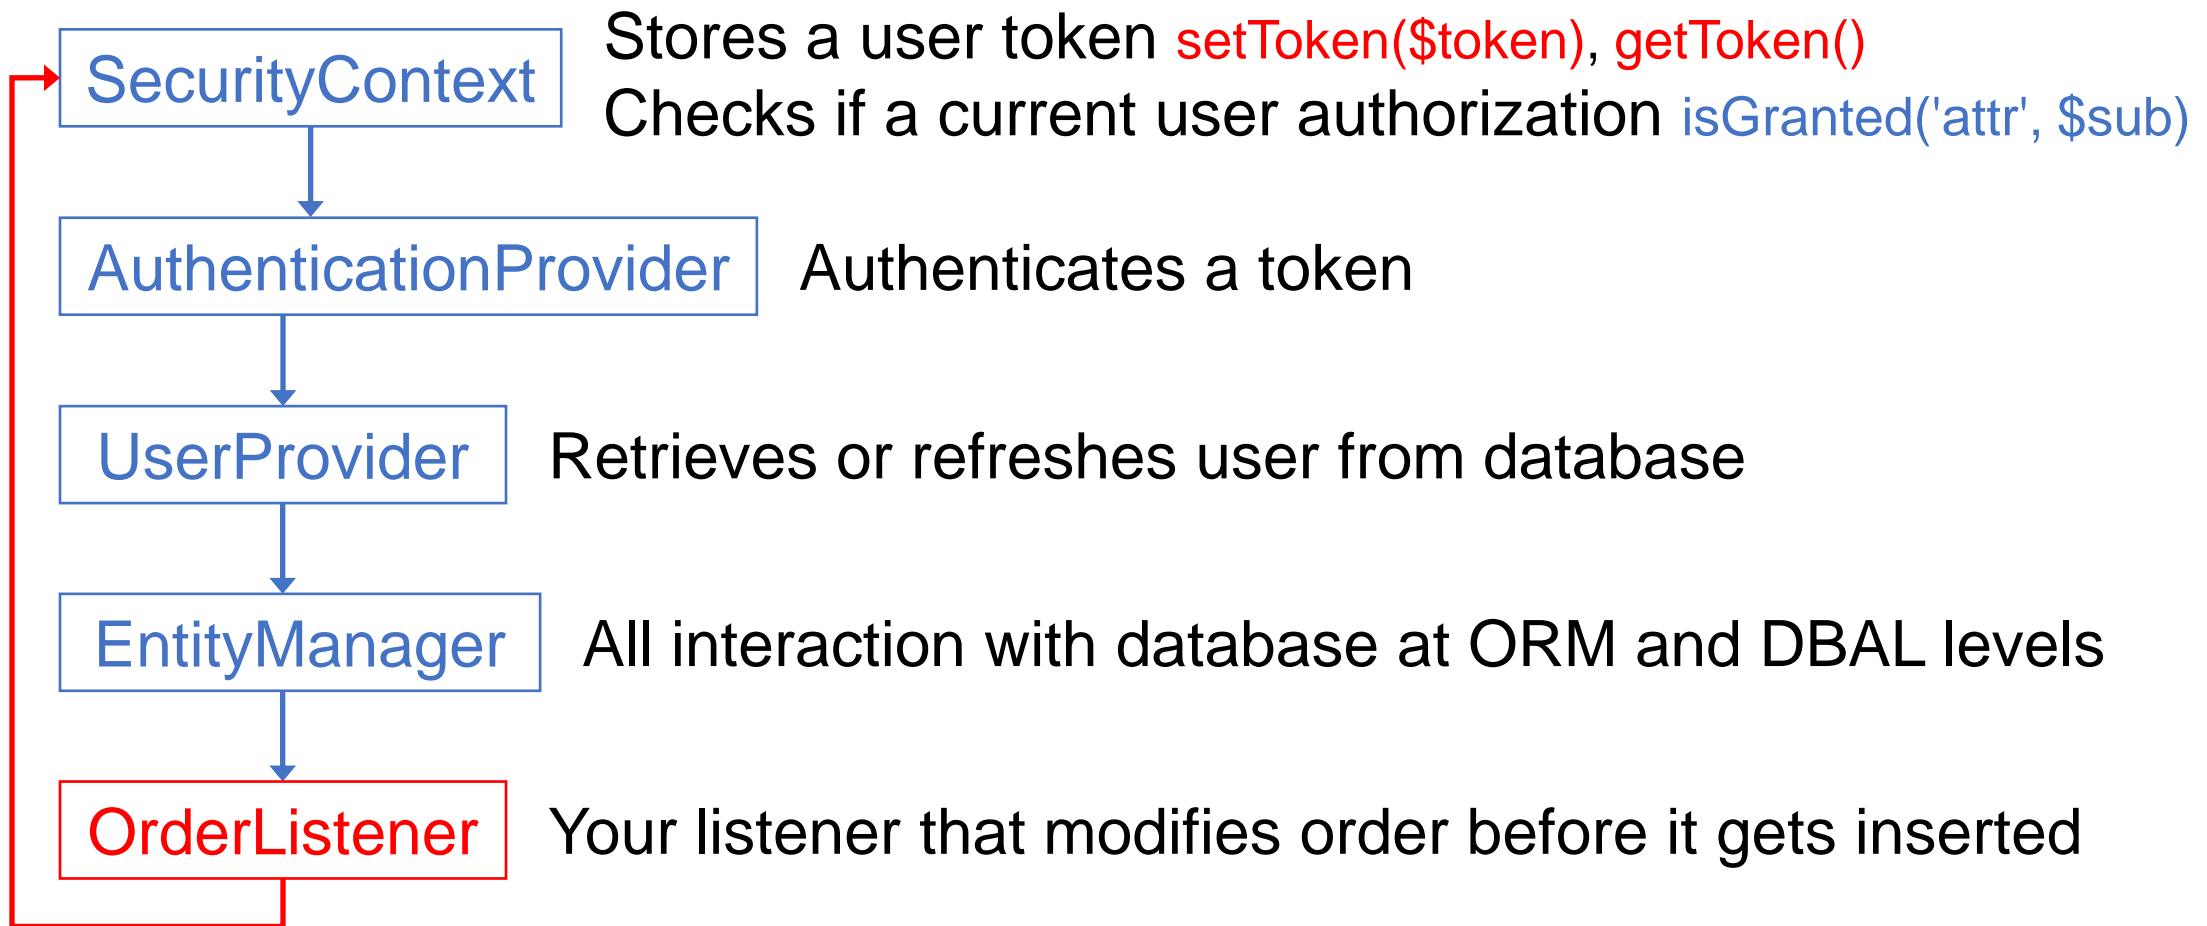 SecurityContext
Stores a user token setToken($token), getToken()
Checks if a current user authorization isGranted('attr', $sub)
AuthenticationProvider
Authenticates a token
UserProvider
Retrieves or refreshes user from database
EntityManager
All interaction with database at ORM and DBAL levels
OrderListener
Your listener that modifies order before it gets inserted